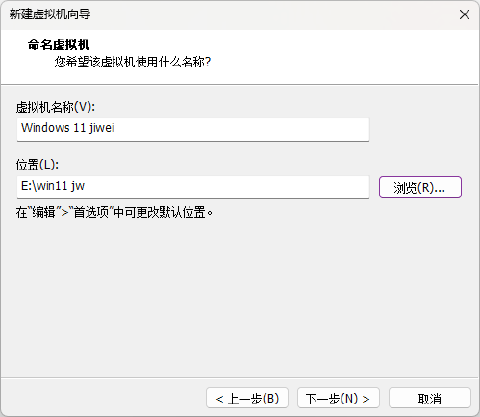 新建虚拟机向导
命名虚拟机
您希望该虚拟机使用什么名称?
虚拟机名称(V):
Windows 11 jiwei
位置(L):
E:\win11 jw
浏览(R)...
在“编辑”>“首选项”中可更改默认位置。
< 上一步(B)
下一步(N) >
取消